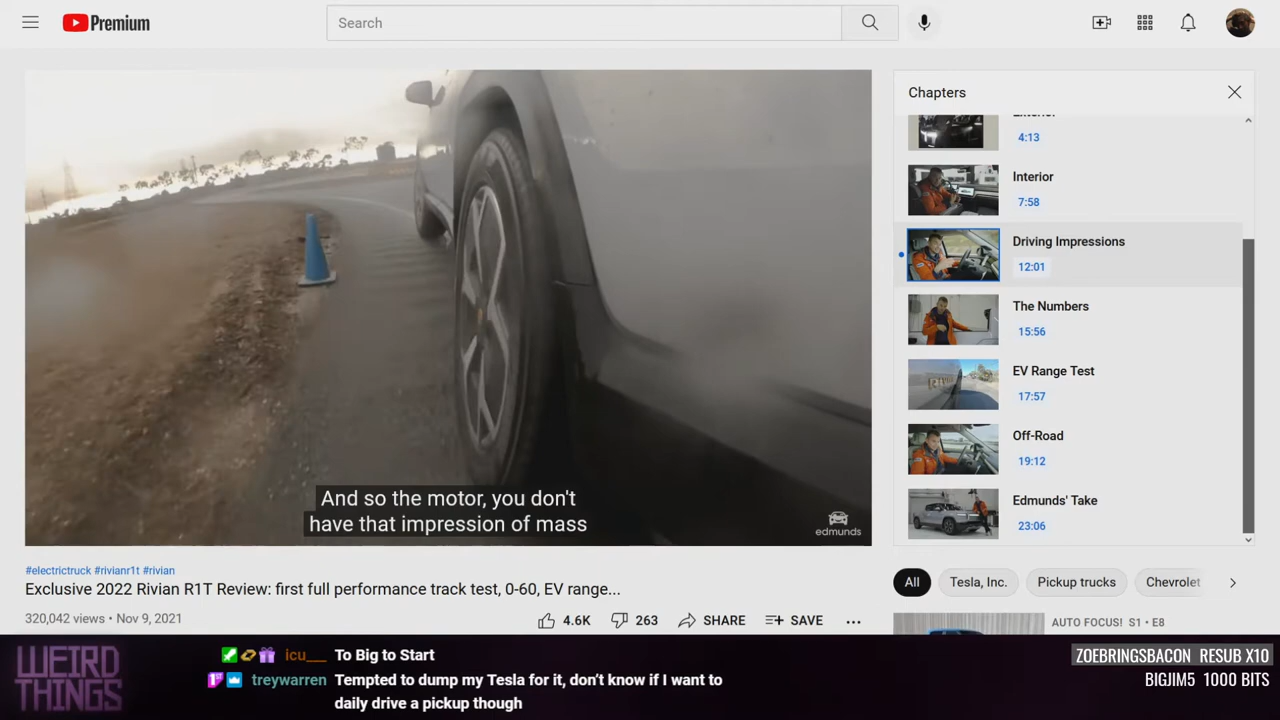 Premium
Search
Chapters
Exterior
4:13
Interior
7:58
Driving Impressions
12:01
The Numbers
15:56
EV Range Test
17:57
Off-Road
19:12
Edmunds' Take
23:06
And so the motor, you don't
have that impression of mass
edmunds
#electrictruck #rivianr1t #rivian
Exclusive 2022 Rivian R1T Review: first full performance track test, 0-60, EV range...
320,042 views • Nov 9, 2021
4.6K
263
SHARE
SAVE
All
Tesla, Inc.
Pickup trucks
Chevrolet
AUTO FOCUS! S1 • E8
WEIRD
THINGS
icu___ To Big to Start
treywarren Tempted to dump my Tesla for it, don't know if I want to
daily drive a pickup though
ZOEBRINGSBACON RESUB X10
BIGJIM5 1000 BITS